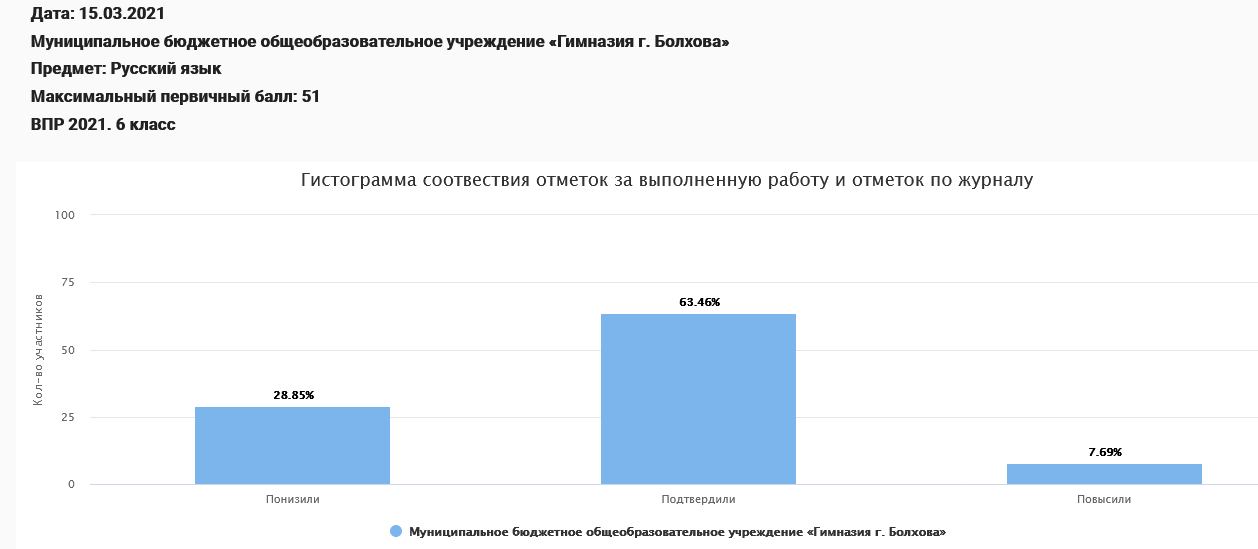 Дата: 15.03.2021
Муниципальное бюджетное общеобразовательное учреждение «Гимназия г. Болхова»
Предмет: Русский язык
Максимальный первичный балл: 51
ВПР 2021. 6 класс
Гистограмма соотвествия отметок за выполненную работу и отметок по журналу
100
75
50
25
0
Кол-во участников
28.85%
63.46%
7.69%
Понизили
Подтвердили
Повысили
Муниципальное бюджетное общеобразовательное учреждение «Гимназия г. Болхова»